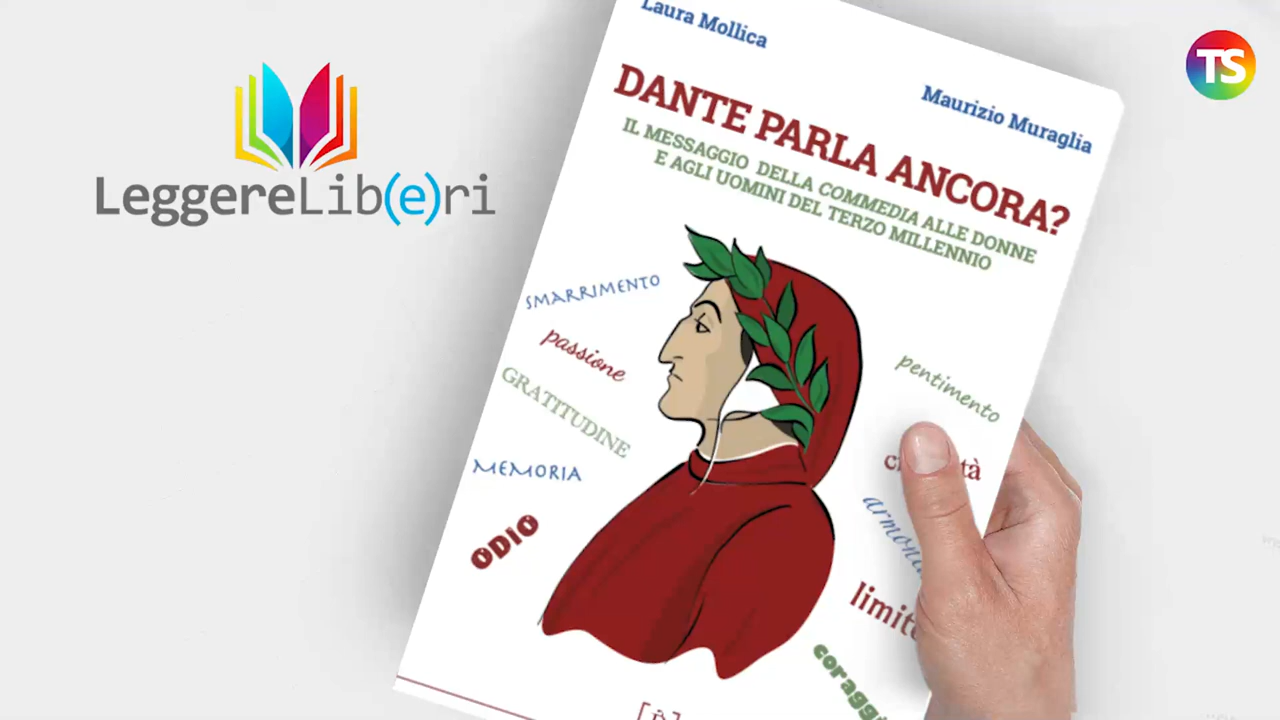 Laura Mollica
Maurizio Muraglia
DANTE PARLA ANCORA?
IL MESSAGGIO DELLA COMMEDIA ALLE DONNE
E AGLI UOMINI DEL TERZO MILLENNIO
TS
LeggereLib(e)ri
SMARRIMENTO
passione
GRATITUDINE
MEMORIA
ODIO
pentimento
limite